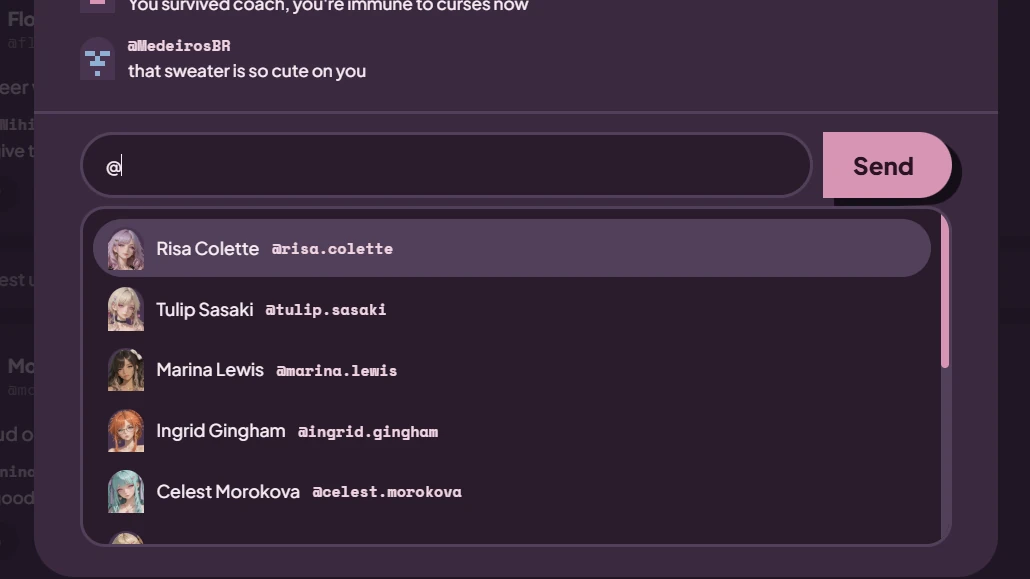 You survived coach, you're immune to curses now
@MedeirosBR
that sweater is so cute on you
@
Send
Risa Colette @risa.colette
Tulip Sasaki @tulip.sasaki
Marina Lewis @marina.lewis
Ingrid Gingham @ingrid.gingham
Celest Morokova @celest.morokova